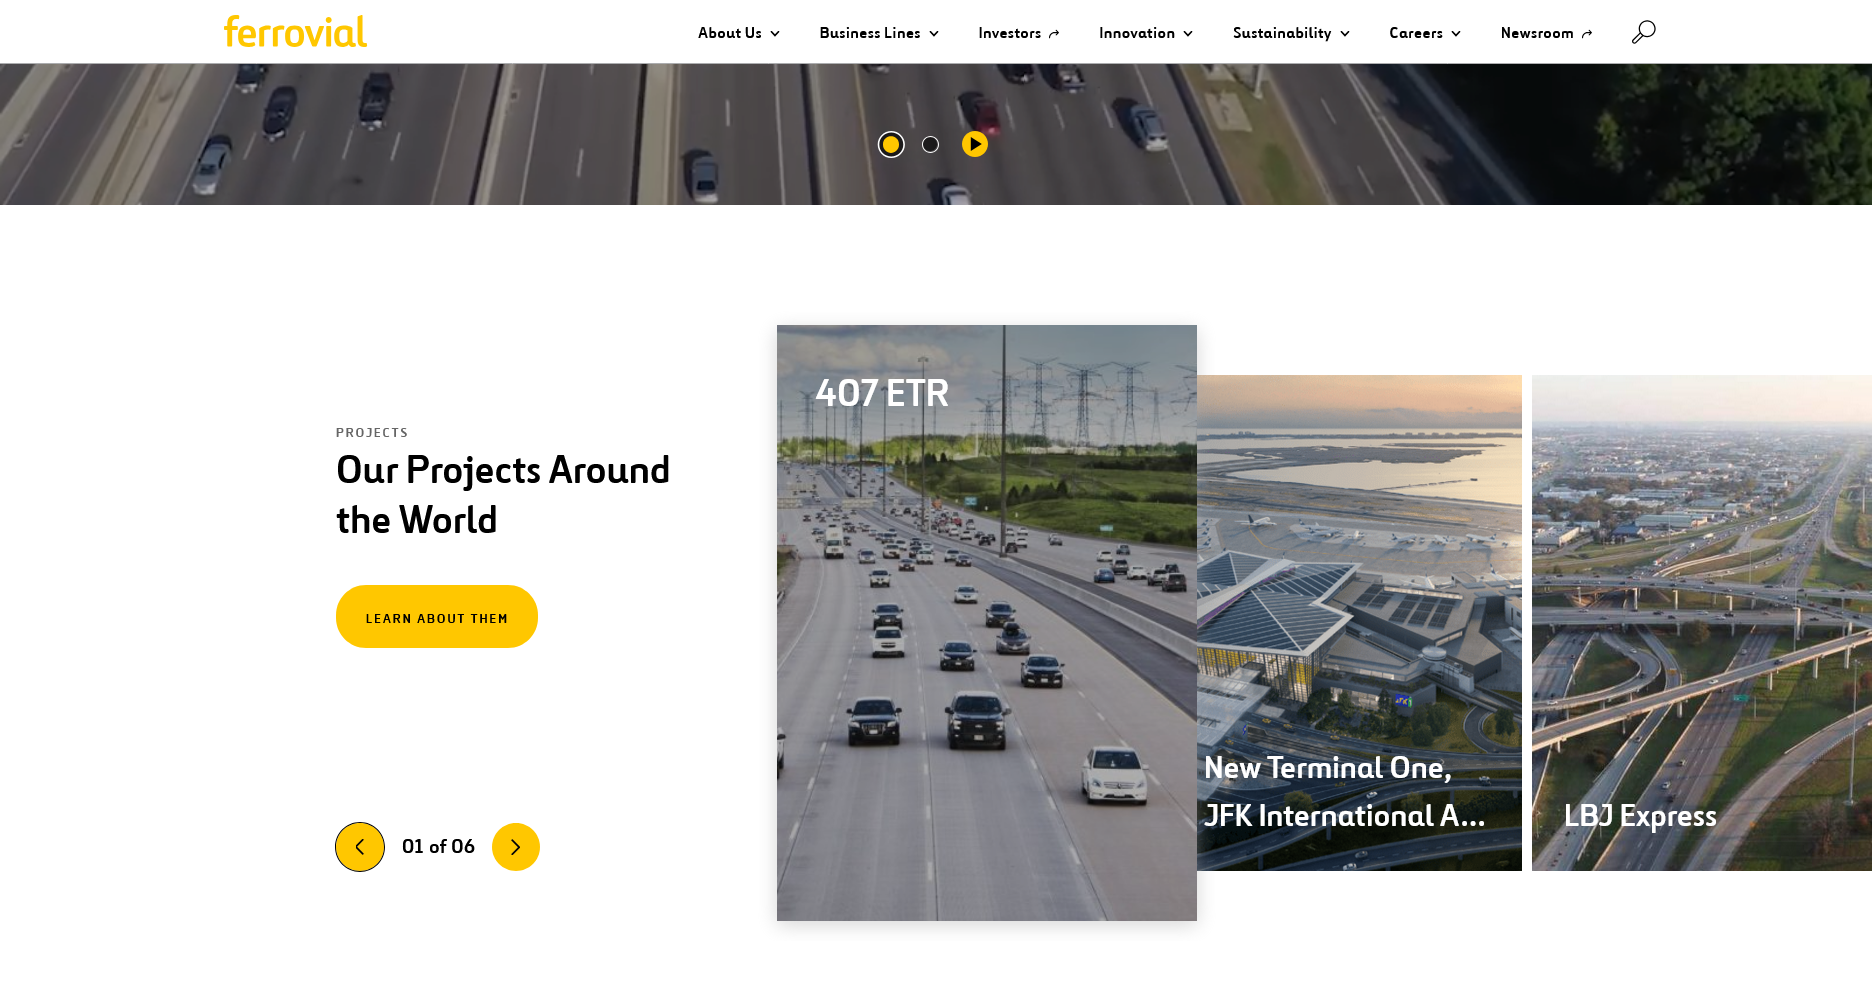 ferrovial
About Us
Business Lines
Investors
Innovation
Sustainability
Careers
Newsroom
PROJECTS
Our Projects Around
the World
LEARN ABOUT THEM
01 of 06
407 ETR
New Terminal One,
JFK International A...
LBJ Express